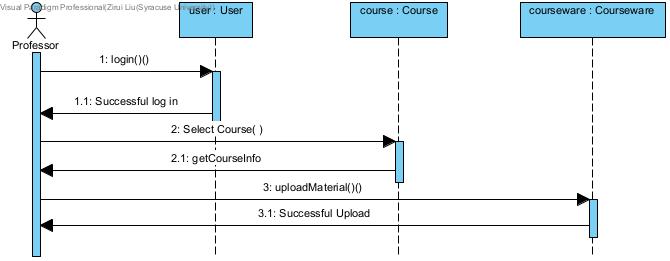 Visual Paradigm Professional(Zirui Liu(Syracuse
user : User
course : Course
courseware : Courseware
Professor
1: login()()
1.1: Successful log in
2: Select Course( )
2.1: getCourseInfo
3: uploadMaterial()()
3.1: Successful Upload